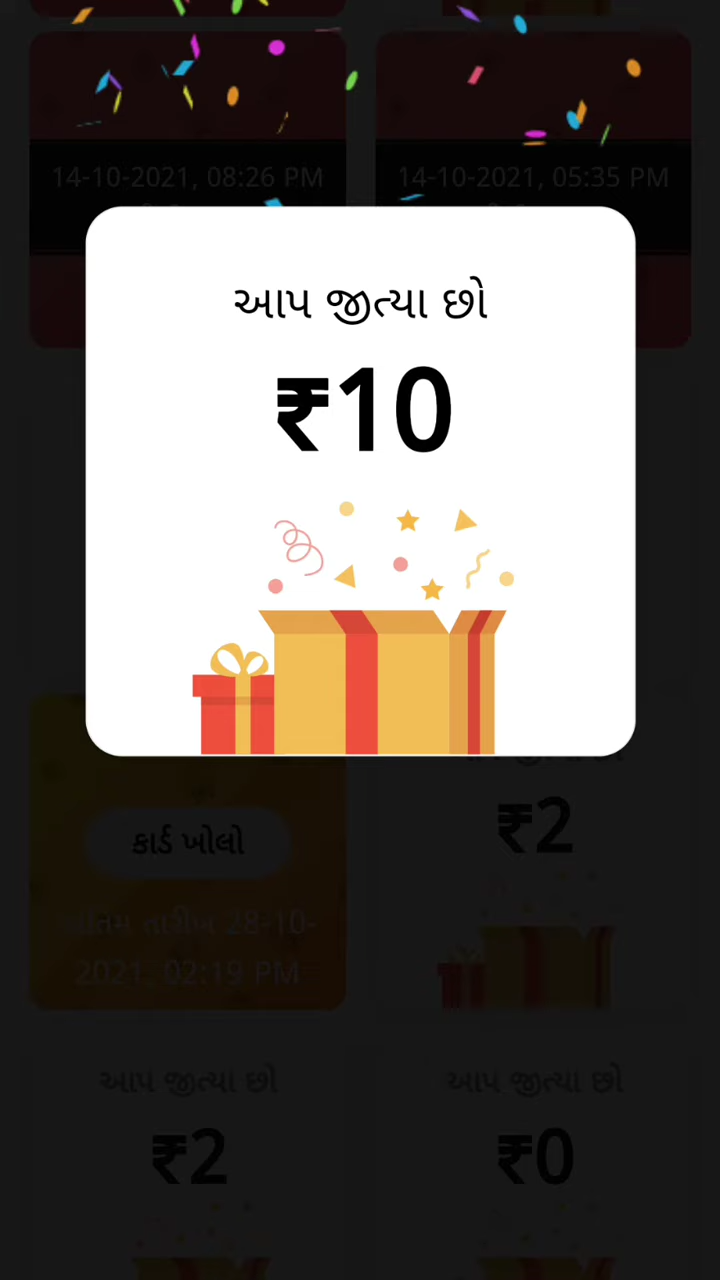 14-10-2021, 08:26 PM
14-10-2021, 05:35 PM
આપ જીત્યા છો
₹10
કાર્ડ ખોલો
અંતિમ તારીખ 28-10-
2021, 02:19 PM
₹2
આપ જીત્યા છો
₹2
આપ જીત્યા છો
₹0